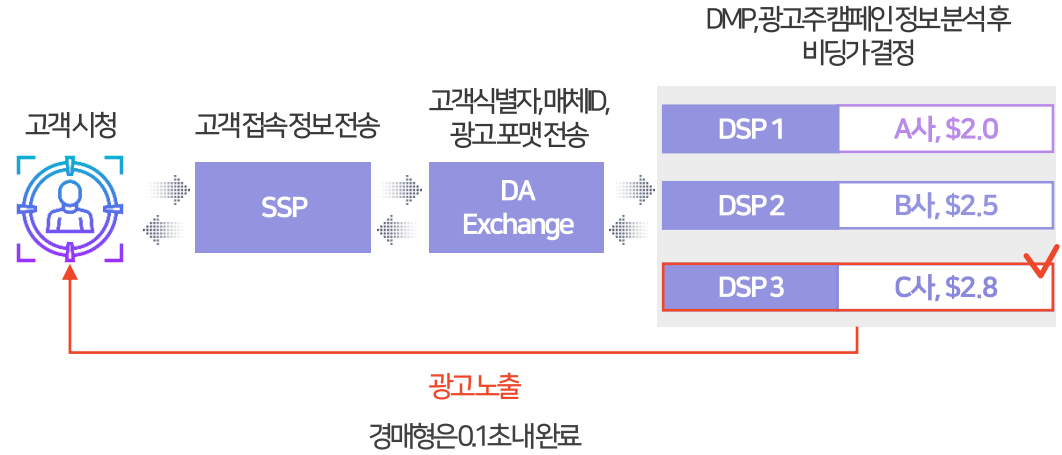 DMP,광고주 캠페인 정보 분석 후
비딩가 결정
고객 시청
고객 접속 정보 전송
고객식별자, 매체ID,
광고 포맷 전송
SSP
DA
Exchange
DSP 1
A사, $2.0
DSP 2
B사, $2.5
DSP 3
C사, $2.8
광고 노출
경매형은 0.1초 내 완료